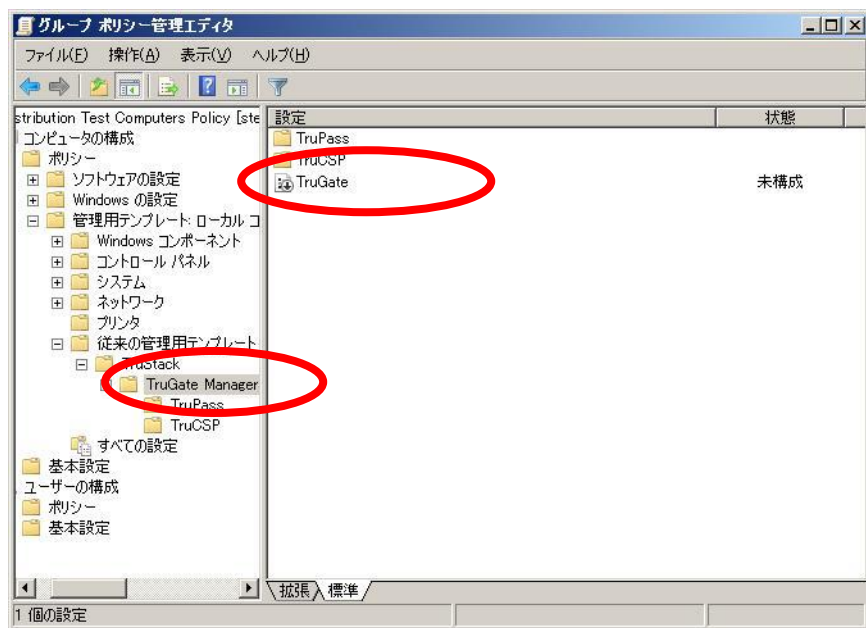 グループ ポリシー管理エディタ
ファイル(F) 操作(A) 表示(V) ヘルプ(H)
stribution Test Computers Policy [ste
コンピュータの構成
ポリシー
ソフトウェアの設定
Windows の設定
管理用テンプレート: ローカル コ
Windows コンポーネント
コントロール パネル
システム
ネットワーク
プリンタ
従来の管理用テンプレート
TruStack
TruGate Manager
TruPass
TruCSP
すべての設定
基本設定
ユーザーの構成
ポリシー
基本設定
設定 状態
TruPass
TruCSP
TruGate 未構成
拡張 標準
1 個の設定